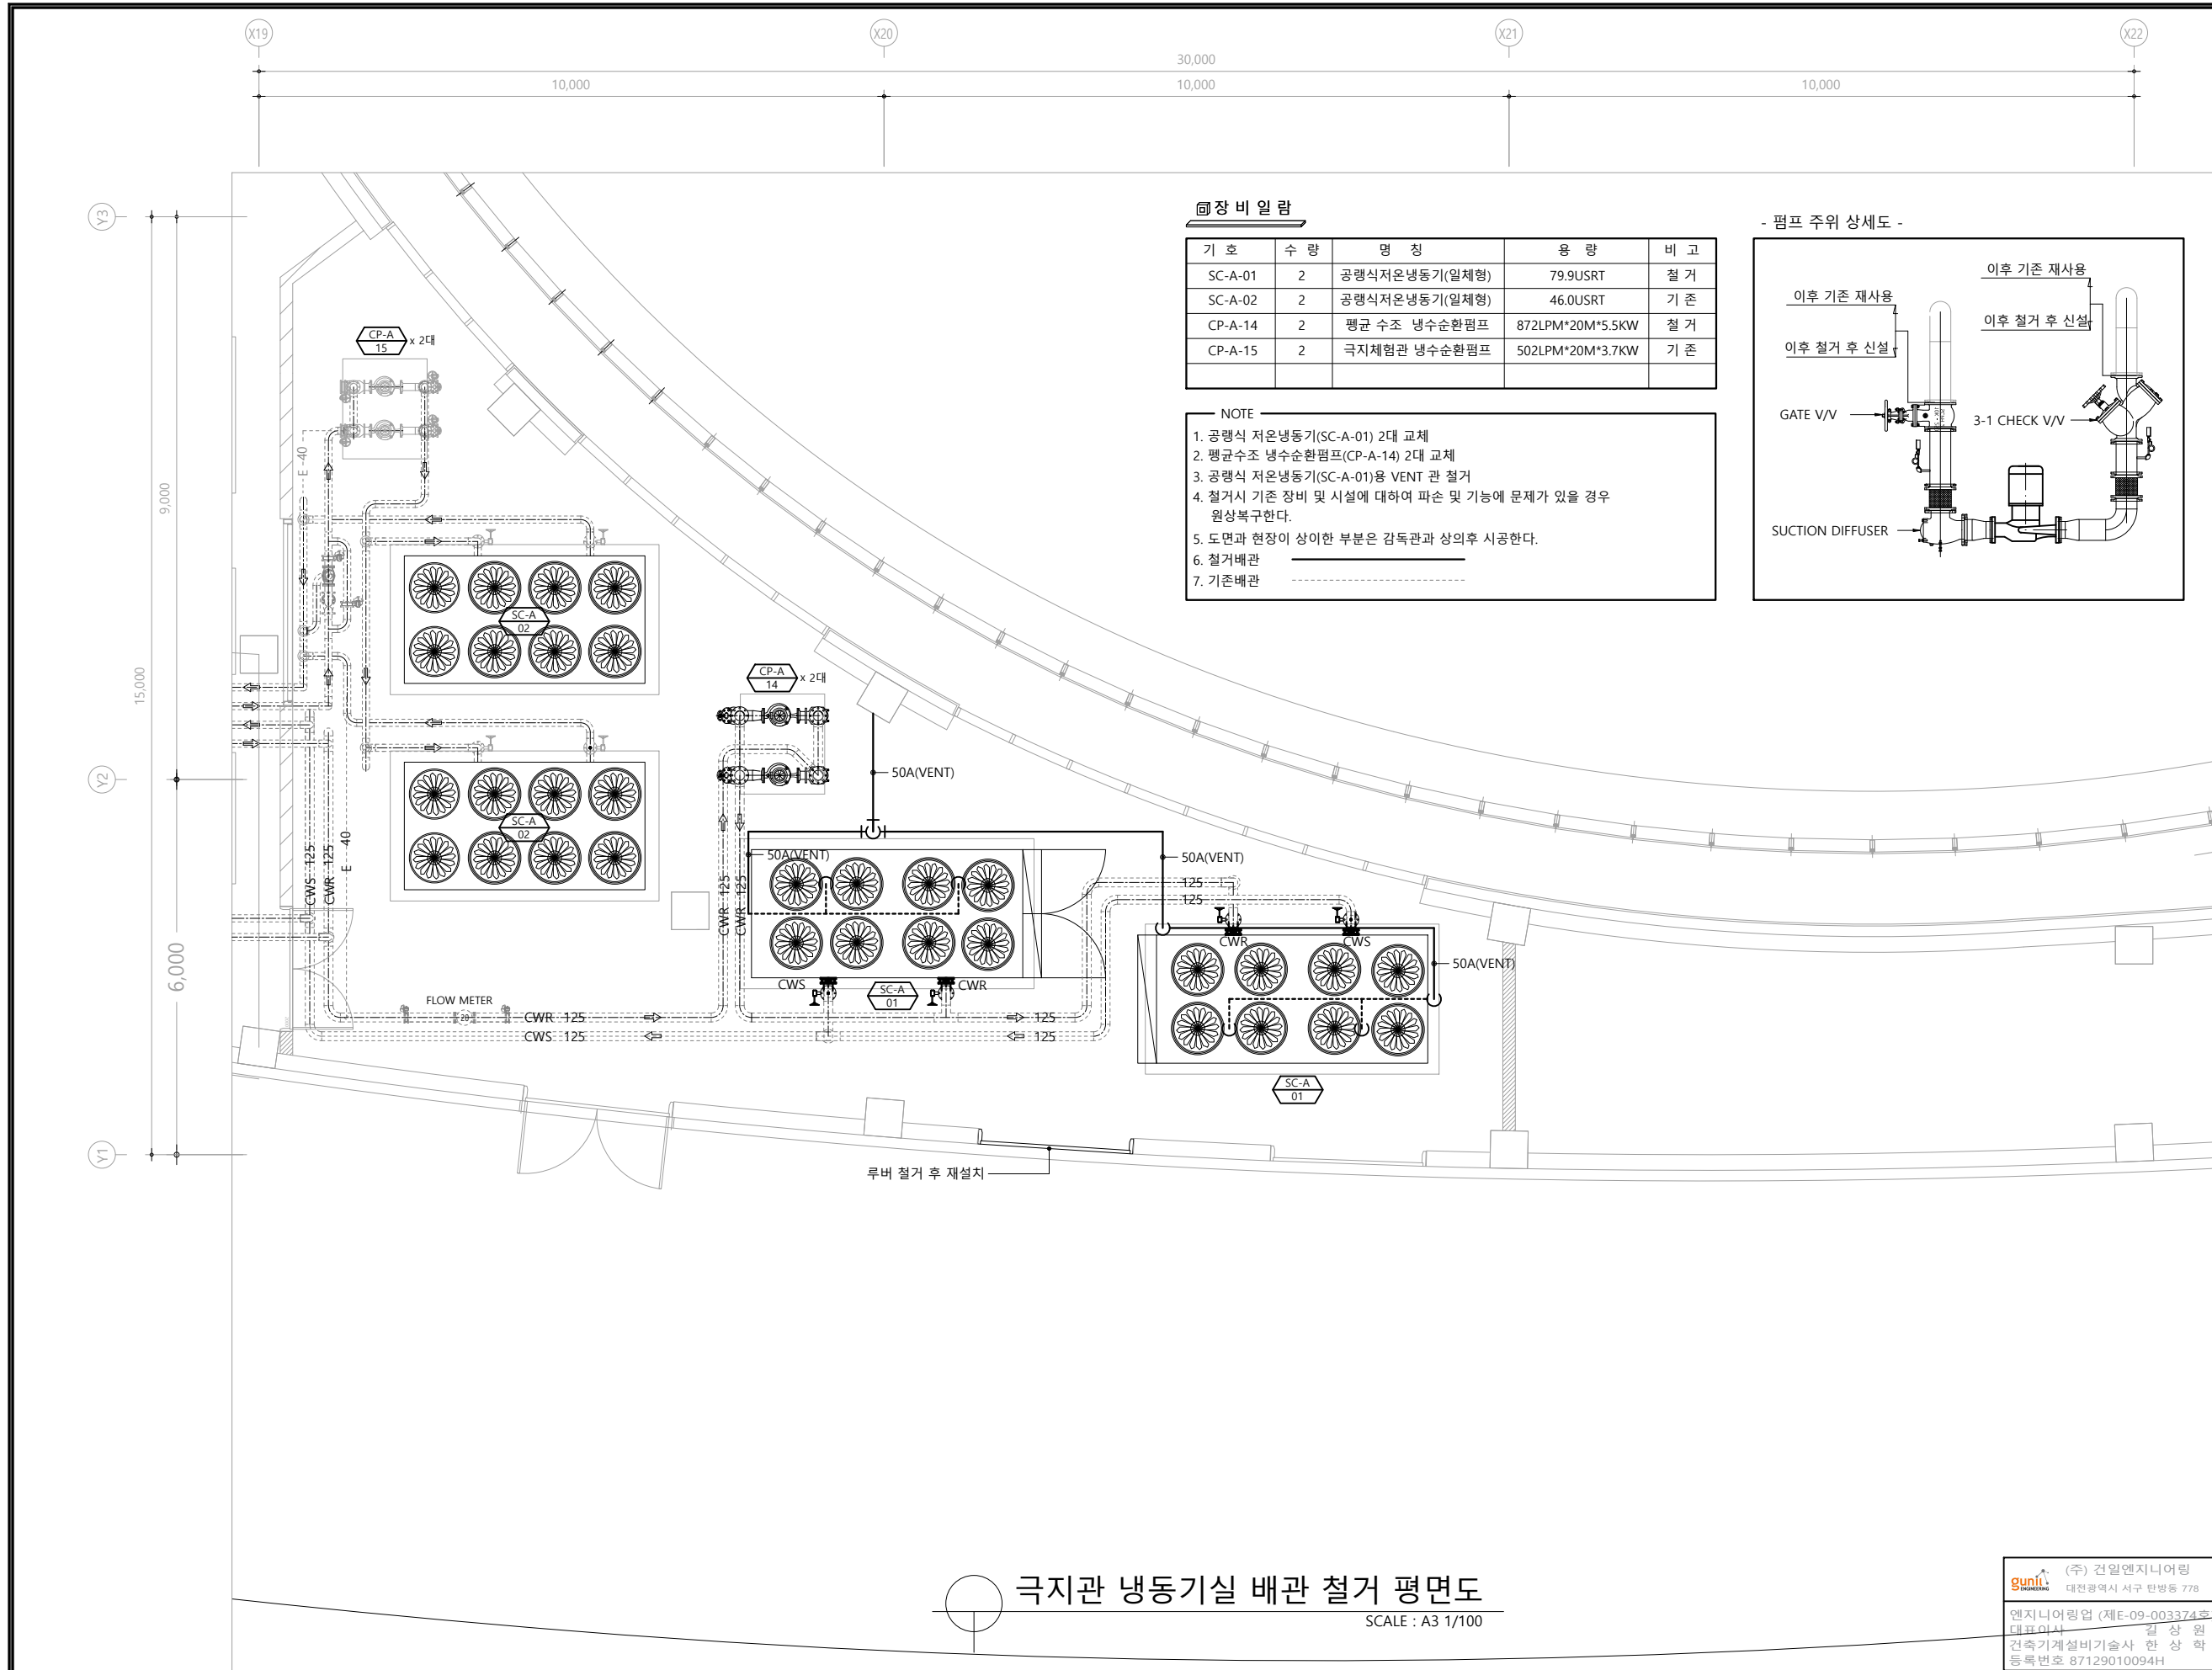 X19
X20
X21
X22
30,000
10,000
10,000
10,000
Y3
Y2
Y1
9,000
15,000
6,000
장 비 일 람
기 호 수 량 명 칭 용 량 비 고
SC-A-01 2 공랭식저온냉동기(일체형) 79.9USRT 철 거
SC-A-02 2 공랭식저온냉동기(일체형) 46.0USRT 기 존
CP-A-14 2 펭귄 수조 냉수순환펌프 872LPM*20M*5.5KW 철 거
CP-A-15 2 극지체험관 냉수순환펌프 502LPM*20M*3.7KW 기 존
NOTE
1. 공랭식 저온냉동기(SC-A-01) 2대 교체
2. 펭귄수조 냉수순환펌프(CP-A-14) 2대 교체
3. 공랭식 저온냉동기(SC-A-01)용 VENT 관 철거
4. 철거시 기존 장비 및 시설에 대하여 파손 및 기능에 문제가 있을 경우
원상복구한다.
5. 도면과 현장이 상이한 부분은 감독관과 상의후 시공한다.
6. 철거배관
7. 기존배관
- 펌프 주위 상세도 -
이후 기존 재사용
이후 기존 재사용
이후 철거 후 신설
이후 철거 후 신설
GATE V/V
3-1 CHECK V/V
SUCTION DIFFUSER
CP-A
15
x 2대
E 40
SC-A
02
CP-A
14
x 2대
50A(VENT)
SC-A
02
50A(VENT)
50A(VENT)
CWS 125
CWR 125
E 40
CWR 125
CWR 125
125
125
CWR
CWS
50A(VENT)
CWS
SC-A
01
CWR
FLOW METER
20
CWR 125
125
CWS 125
125
SC-A
01
루버 철거 후 재설치
극지관 냉동기실 배관 철거 평면도
SCALE : A3 1/100
gunil
ENGINEERING
(주) 건일엔지니어링
대전광역시 서구 탄방동 778
엔지니어링업 (제E-09-003374호
대표이사 길 상 원
건축기계설비기술사 한 상 학
등록번호 87129010094H